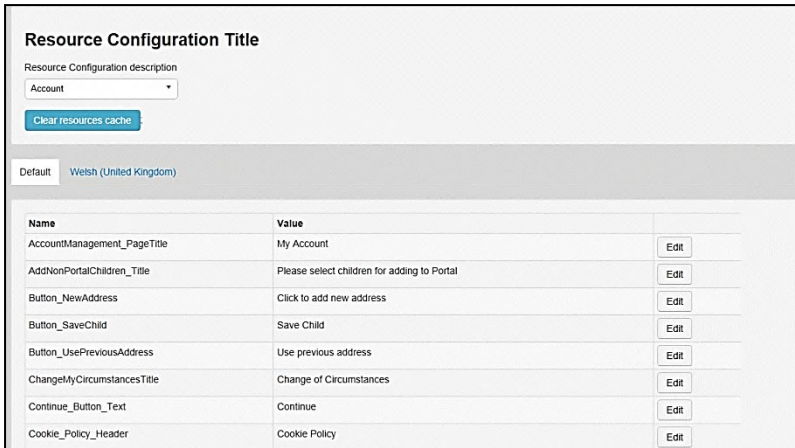 Resource Configuration Title
Resource Configuration description
Account
Clear resources cache
Default Welsh (United Kingdom)
Name Value
AccountManagement_PageTitle My Account Edit
AddNonPortalChildren_Title Please select children for adding to Portal Edit
Button_NewAddress Click to add new address Edit
Button_SaveChild Save Child Edit
Button_UsePreviousAddress Use previous address Edit
ChangeMyCircumstancesTitle Change of Circumstances Edit
Continue_Button_Text Continue Edit
Cookie_Policy_Header Cookie Policy Edit